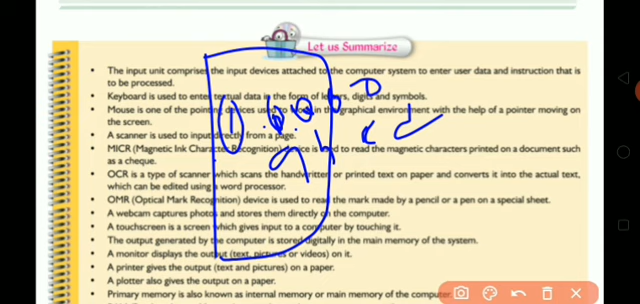 Let us Summarize
• The input unit comprises the input devices attached to the computer system to enter user data and instruction that is
to be processed.
• Keyboard is used to enter textual data in the form of letters, digits and symbols.
• Mouse is one of the pointing devices used to work in the graphical environment with the help of a pointer moving on
the screen.
• A scanner is used to input directly from a page.
• MICR (Magnetic Ink Character Recognition) device is used to read the magnetic characters printed on a document such
as a cheque.
• OCR is a type of scanner which scans the handwritten or printed text on paper and converts it into the actual text,
which can be edited using a word processor.
• OMR (Optical Mark Recognition) device is used to read the mark made by a pencil or a pen on a special sheet.
• A webcam captures photos and stores them directly on the computer.
• A touchscreen is a screen which gives input to a computer by touching it.
• The output generated by the computer is stored digitally in the main memory of the system.
• A monitor displays the output (text, pictures or videos) on it.
• A printer gives the output (text and pictures) on a paper.
• A plotter also gives the output on a paper.
• Primary memory is also known as internal memory or main memory of the computer